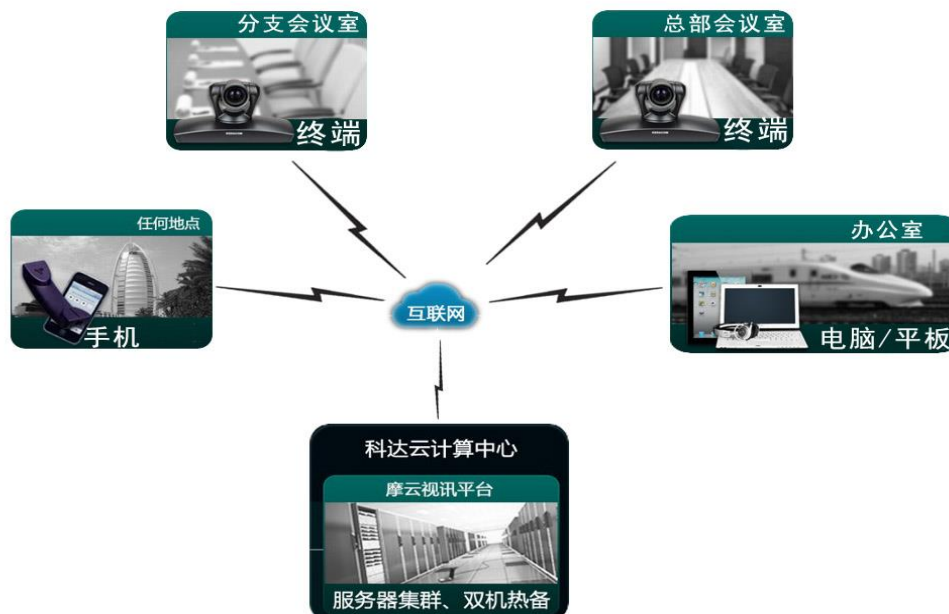 分支会议室
终端
总部会议室
终端
任何地点
手机
办公室
电脑/平板
互联网
科达云计算中心
摩云视讯平台
服务器集群、双机热备